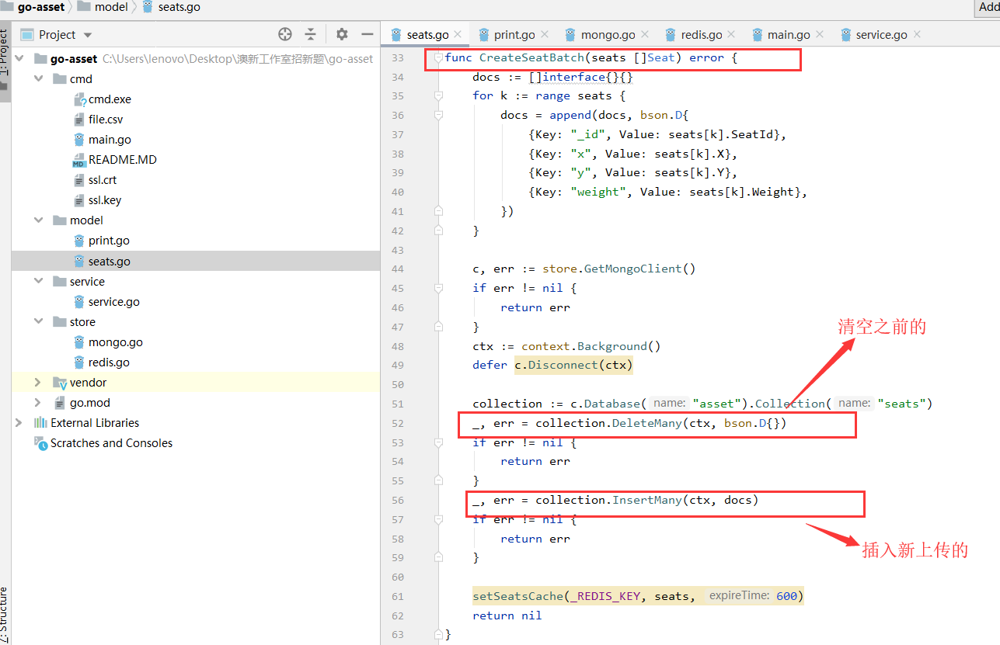 go-asset model seats.go
Add
1: Project
Project
seats.go print.go mongo.go redis.go main.go service.go
go-asset C:\Users\lenovo\Desktop\澳新工作室招新题\go-asset
cmd
cmd.exe
file.csv
main.go
README.MD
ssl.crt
ssl.key
model
print.go
seats.go
service
service.go
store
mongo.go
redis.go
vendor
go.mod
External Libraries
Scratches and Consoles
Z: Structure
33 func CreateSeatBatch(seats []Seat) error {
34 docs := []interface{}{}
35 for k := range seats {
36 docs = append(docs, bson.D{
37 {Key: "_id", Value: seats[k].SeatId},
38 {Key: "x", Value: seats[k].X},
39 {Key: "y", Value: seats[k].Y},
40 {Key: "weight", Value: seats[k].Weight},
41 })
42 }
43
44 c, err := store.GetMongoClient()
45 if err != nil {
46 return err
47 }
48 ctx := context.Background()
49 defer c.Disconnect(ctx)
50
51 collection := c.Database( name: "asset").Collection( name: "seats")
52 _, err = collection.DeleteMany(ctx, bson.D{})
53 if err != nil {
54 return err
55 }
56 _, err = collection.InsertMany(ctx, docs)
57 if err != nil {
58 return err
59 }
60
61 setSeatsCache(_REDIS_KEY, seats, expireTime: 600)
62 return nil
63 }
清空之前的
插入新上传的